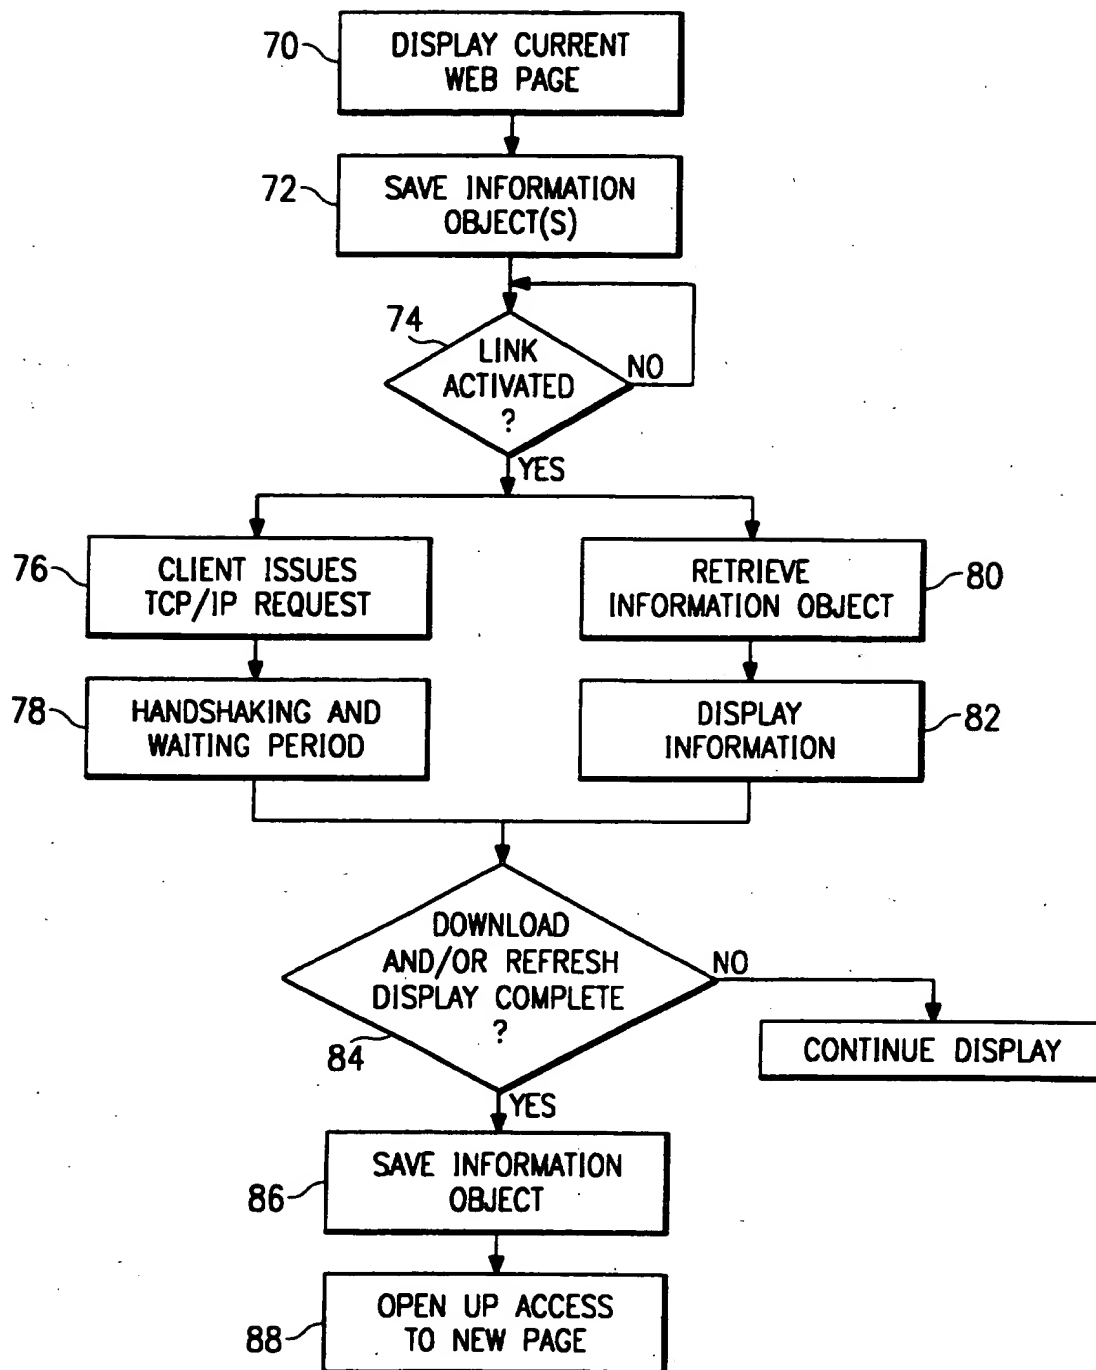 70
DISPLAY CURRENT
WEB PAGE
72
SAVE INFORMATION
OBJECT(S)
74
LINK
ACTIVATED
?
NO
YES
76
CLIENT ISSUES
TCP/IP REQUEST
RETRIEVE
INFORMATION OBJECT
80
78
HANDSHAKING AND
WAITING PERIOD
DISPLAY
INFORMATION
82
DOWNLOAD
AND/OR REFRESH
DISPLAY COMPLETE
?
NO
84
CONTINUE DISPLAY
YES
86
SAVE INFORMATION
OBJECT
88
OPEN UP ACCESS
TO NEW PAGE